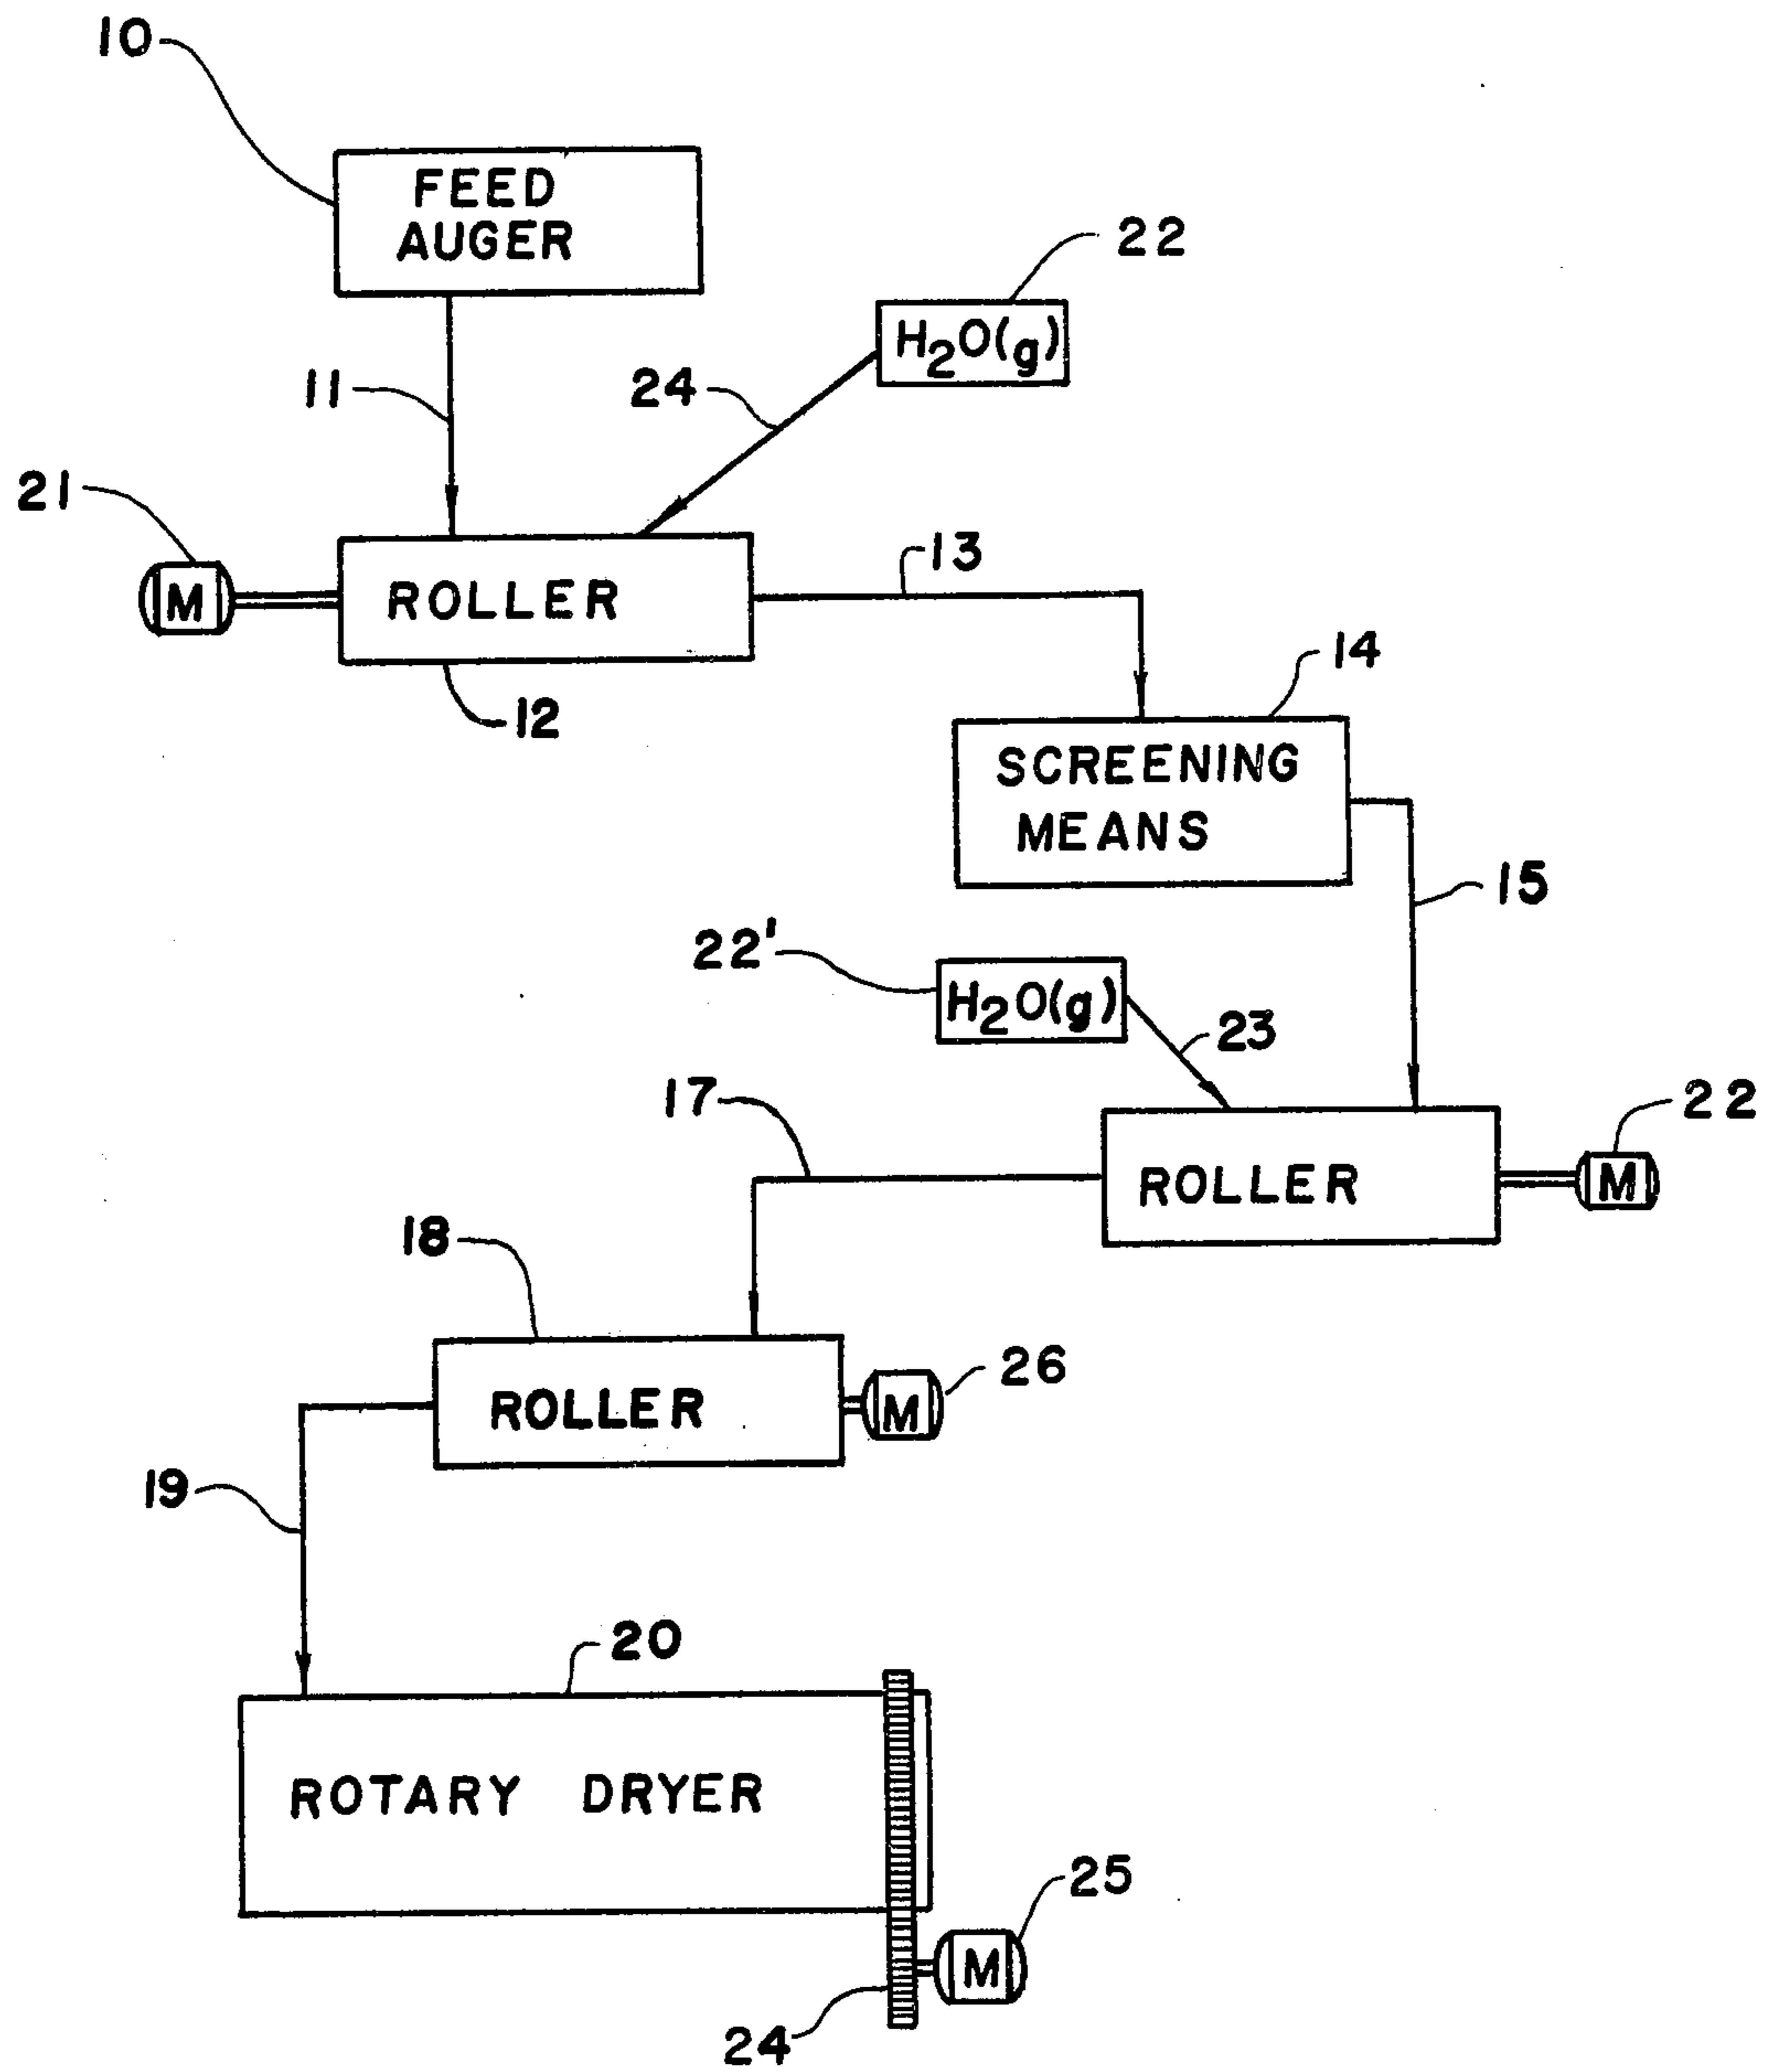 10
FEED
AUGER
22
H2O(g)
11
24
21
M
ROLLER
13
12
14
SCREENING
MEANS
15
22'
H2O(g)
23
17
22
ROLLER
M
18
ROLLER
M
26
19
20
ROTARY DRYER
25
M
24